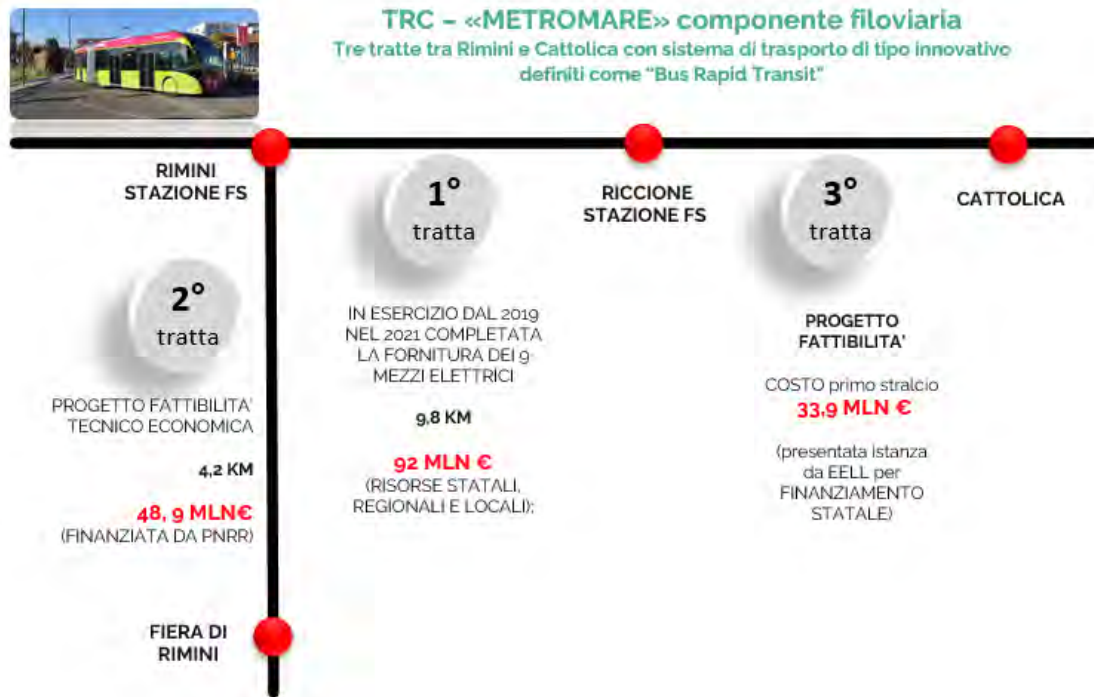 TRC – «METROMARE» componente filoviaria
Tre tratte tra Rimini e Cattolica con sistema di trasporto di tipo innovativo
definiti come "Bus Rapid Transit"
RIMINI
STAZIONE FS
1°
tratta
RICCIONE
STAZIONE FS
3°
tratta
CATTOLICA
2°
tratta
PROGETTO FATTIBILITA'
TECNICO ECONOMICA
4,2 KM
48, 9 MLN€
(FINANZIATA DA PNRR)
IN ESERCIZIO DAL 2019
NEL 2021 COMPLETATA
LA FORNITURA DEI 9
MEZZI ELETTRICI
9,8 KM
92 MLN €
(RISORSE STATALI,
REGIONALI E LOCALI);
PROGETTO
FATTIBILITA'
COSTO primo stralcio
33,9 MLN €
(presentata istanza
da EELL per
FINANZIAMENTO
STATALE)
FIERA DI
RIMINI